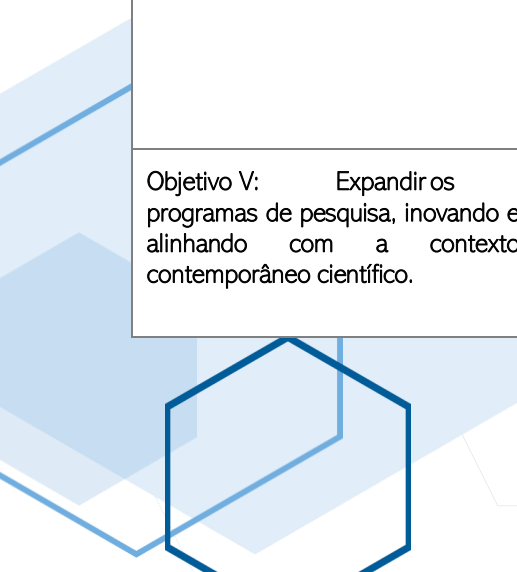 Objetivo V: Expandir os
programas de pesquisa, inovando e
alinhando com a contexto
contemporâneo científico.